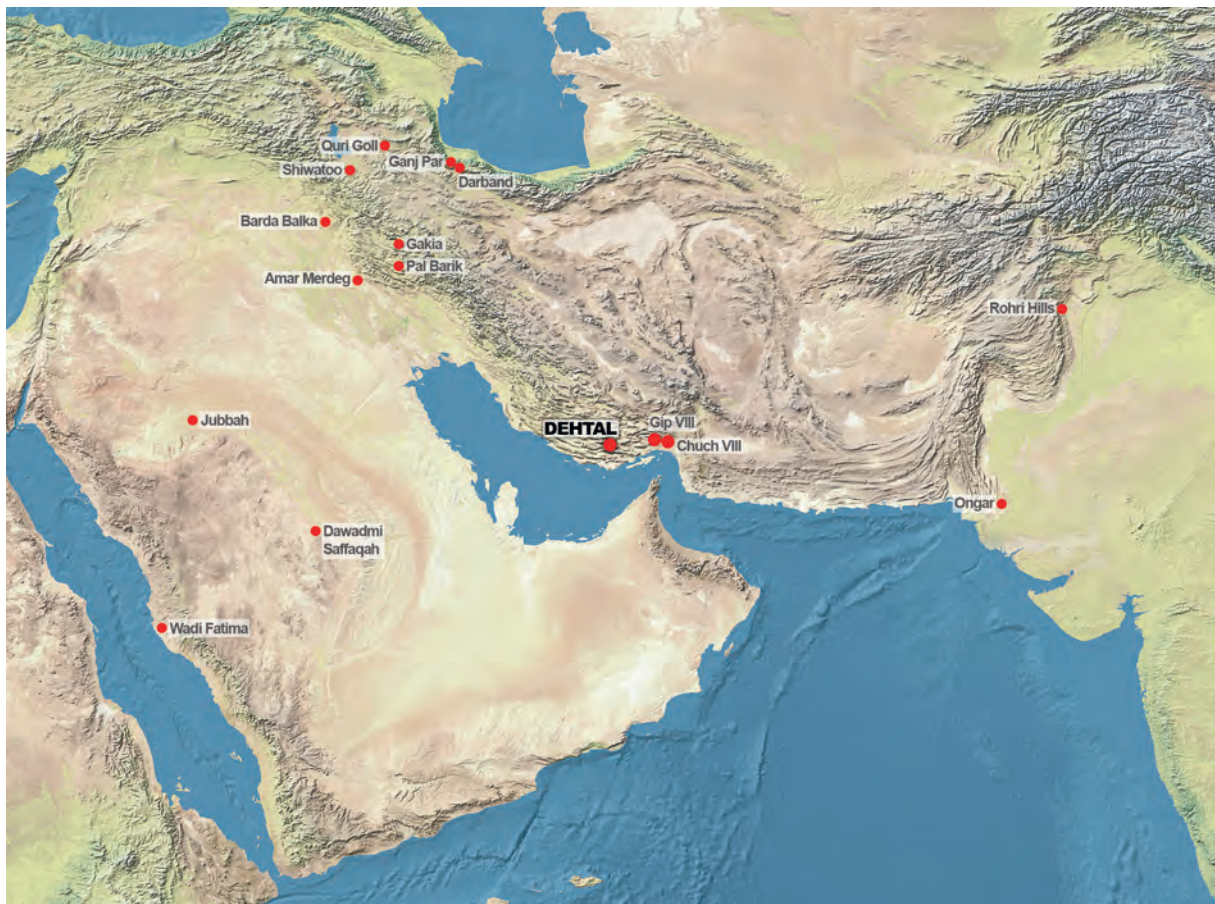 Quri Goll
Ganj Par
Shiwatoo
Darband
Barda Balka
Gakia
Pal Barik
Amar Merdeg
Rohri Hills
Jubbah
Gip VIII
DEHTAL
Chuch VIII
Ongar
Dawadmi
Saffaqah
Wadi Fatima